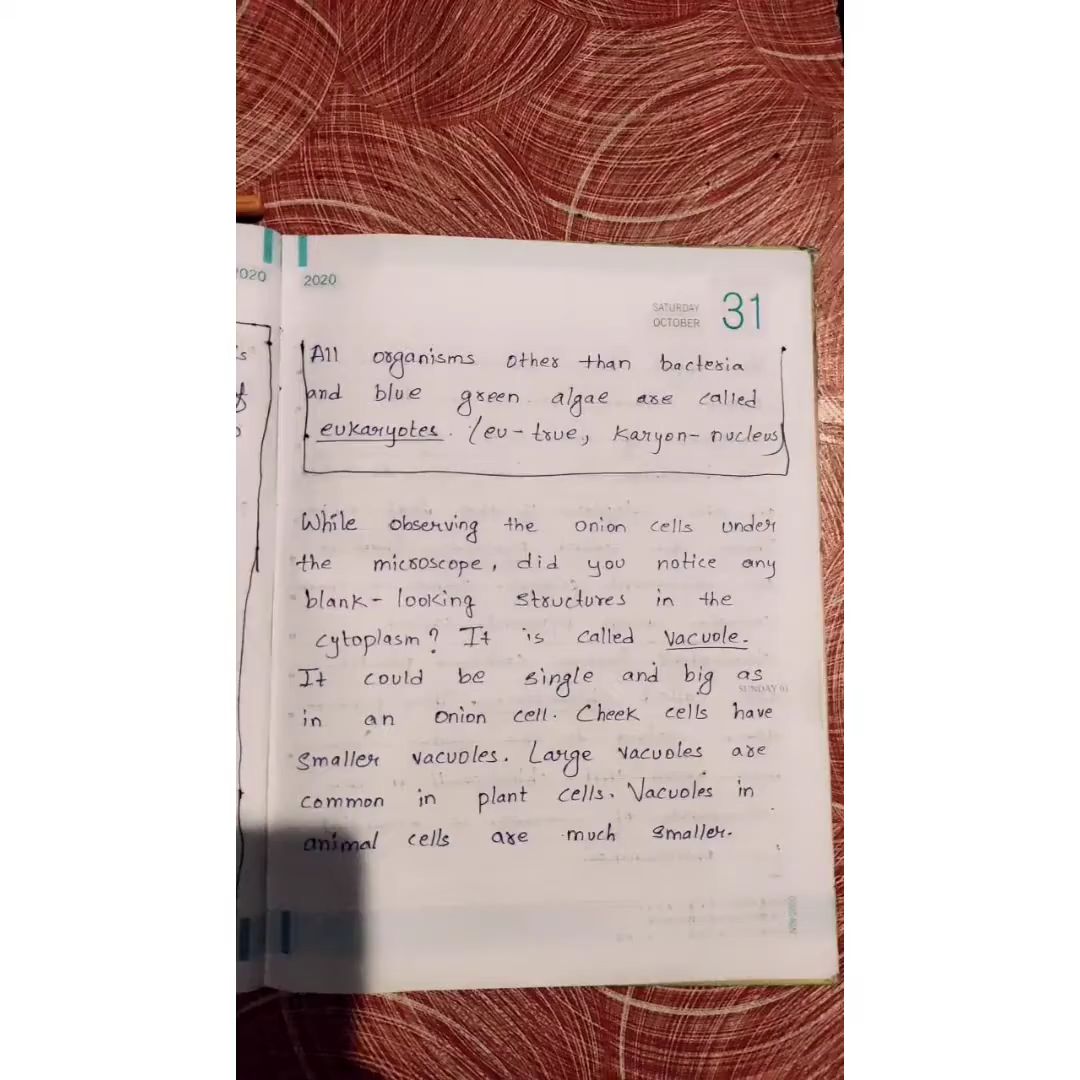 020
2020
SATURDAY
OCTOBER
31
All organisms other than bacteria
and blue green algae are called
eukaryotes. (eu- true, karyon- nucleus)
While observing the onion cells under
the microscope, did you notice any
blank-looking structures in the
cytoplasm? It is called vacuole.
It could be single and big as
SUNDAY 01
in an onion cell. Cheek cells have
smaller vacuoles. Large vacuoles are
common in plant cells. Vacuoles in
animal cells are much smaller.